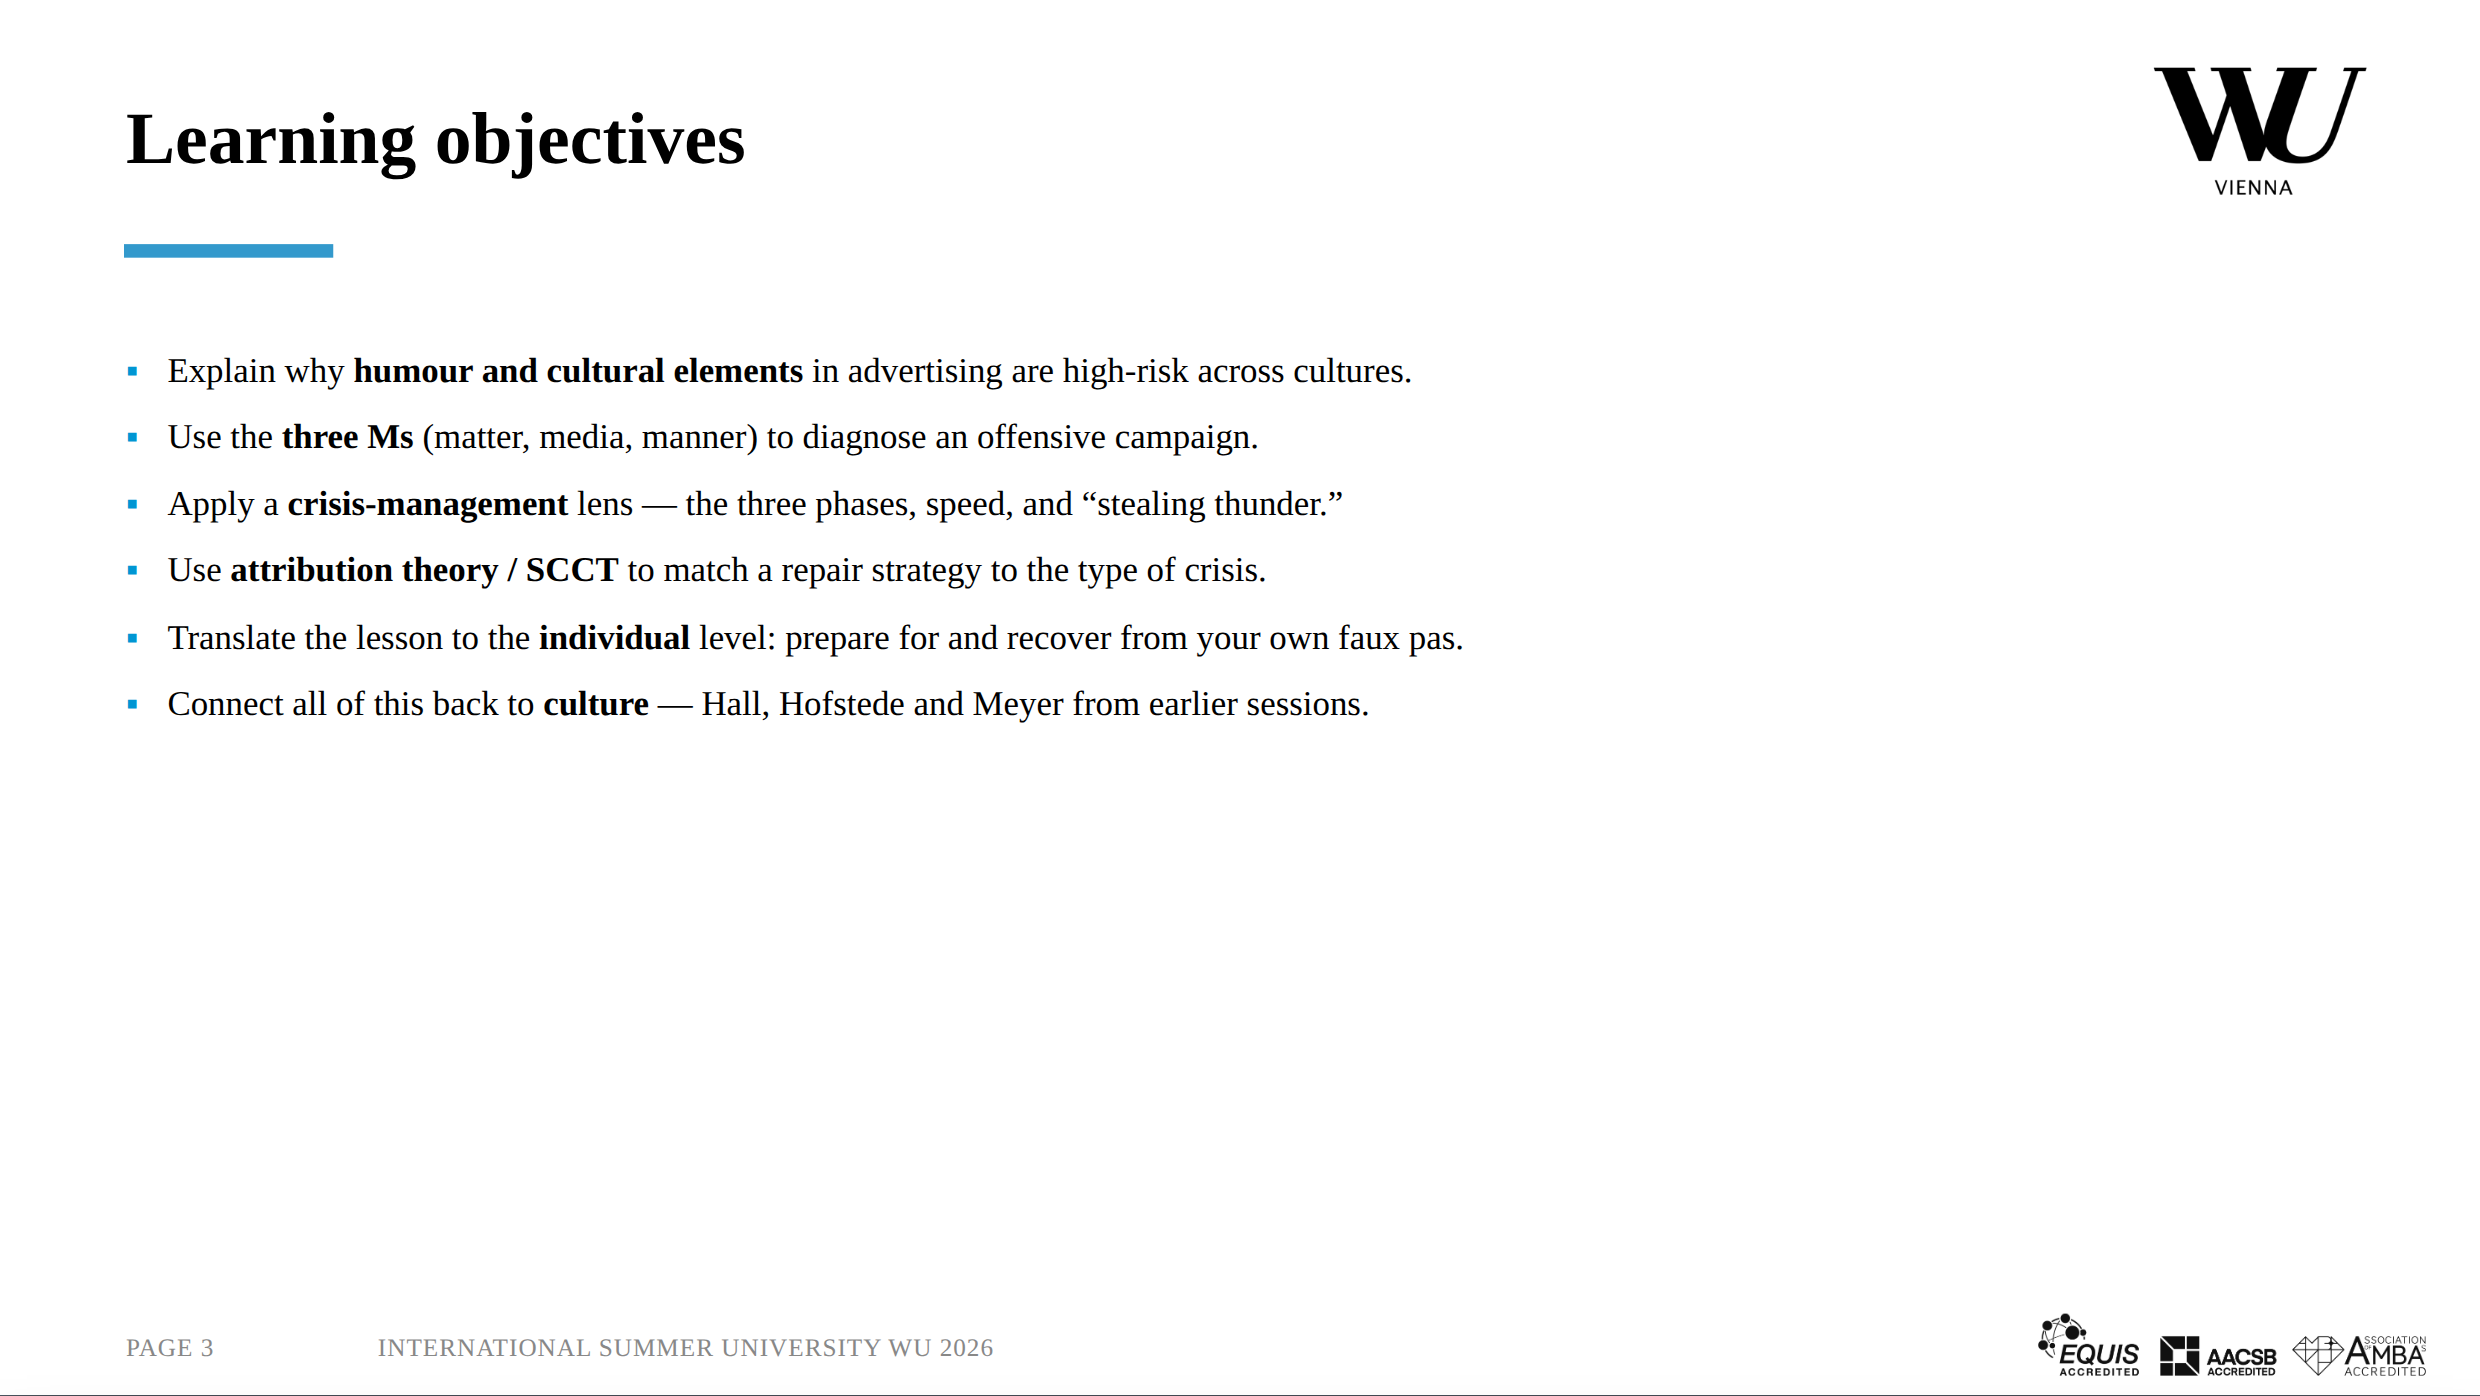 Learning objectives
WU
VIENNA
▪ Explain why humour and cultural elements in advertising are high-risk across cultures.
▪ Use the three Ms (matter, media, manner) to diagnose an offensive campaign.
▪ Apply a crisis-management lens — the three phases, speed, and “stealing thunder.”
▪ Use attribution theory / SCCT to match a repair strategy to the type of crisis.
▪ Translate the lesson to the individual level: prepare for and recover from your own faux pas.
▪ Connect all of this back to culture — Hall, Hofstede and Meyer from earlier sessions.
PAGE 3
INTERNATIONAL SUMMER UNIVERSITY WU 2026
EQUIS
ACCREDITED
AACSB
ACCREDITED
ASSOCIATION
OF MBAS
ACCREDITED